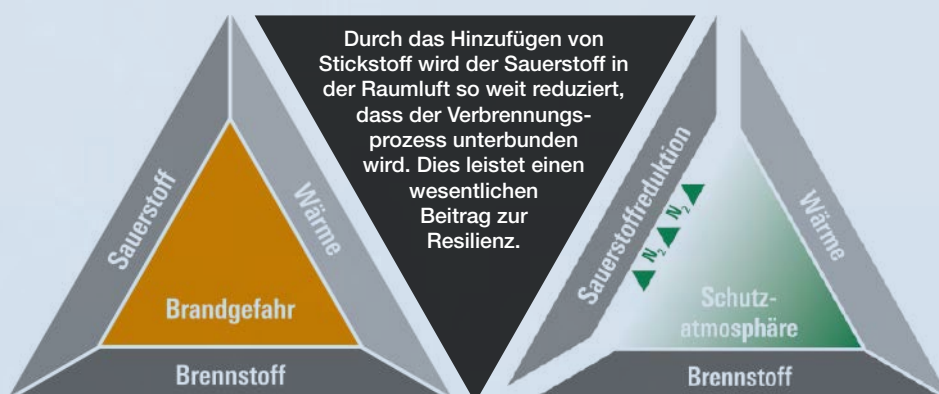 Sauerstoff
Wärme
Brandgefahr
Brennstoff
Durch das Hinzufügen von
Stickstoff wird der Sauerstoff in
der Raumluft so weit reduziert,
dass der Verbrennungs-
prozess unterbunden
wird. Dies leistet einen
wesentlichen
Beitrag zur
Resilienz.
Sauerstoffreduktion
N₂ N₂
Wärme
Schutz-
atmosphäre
Brennstoff